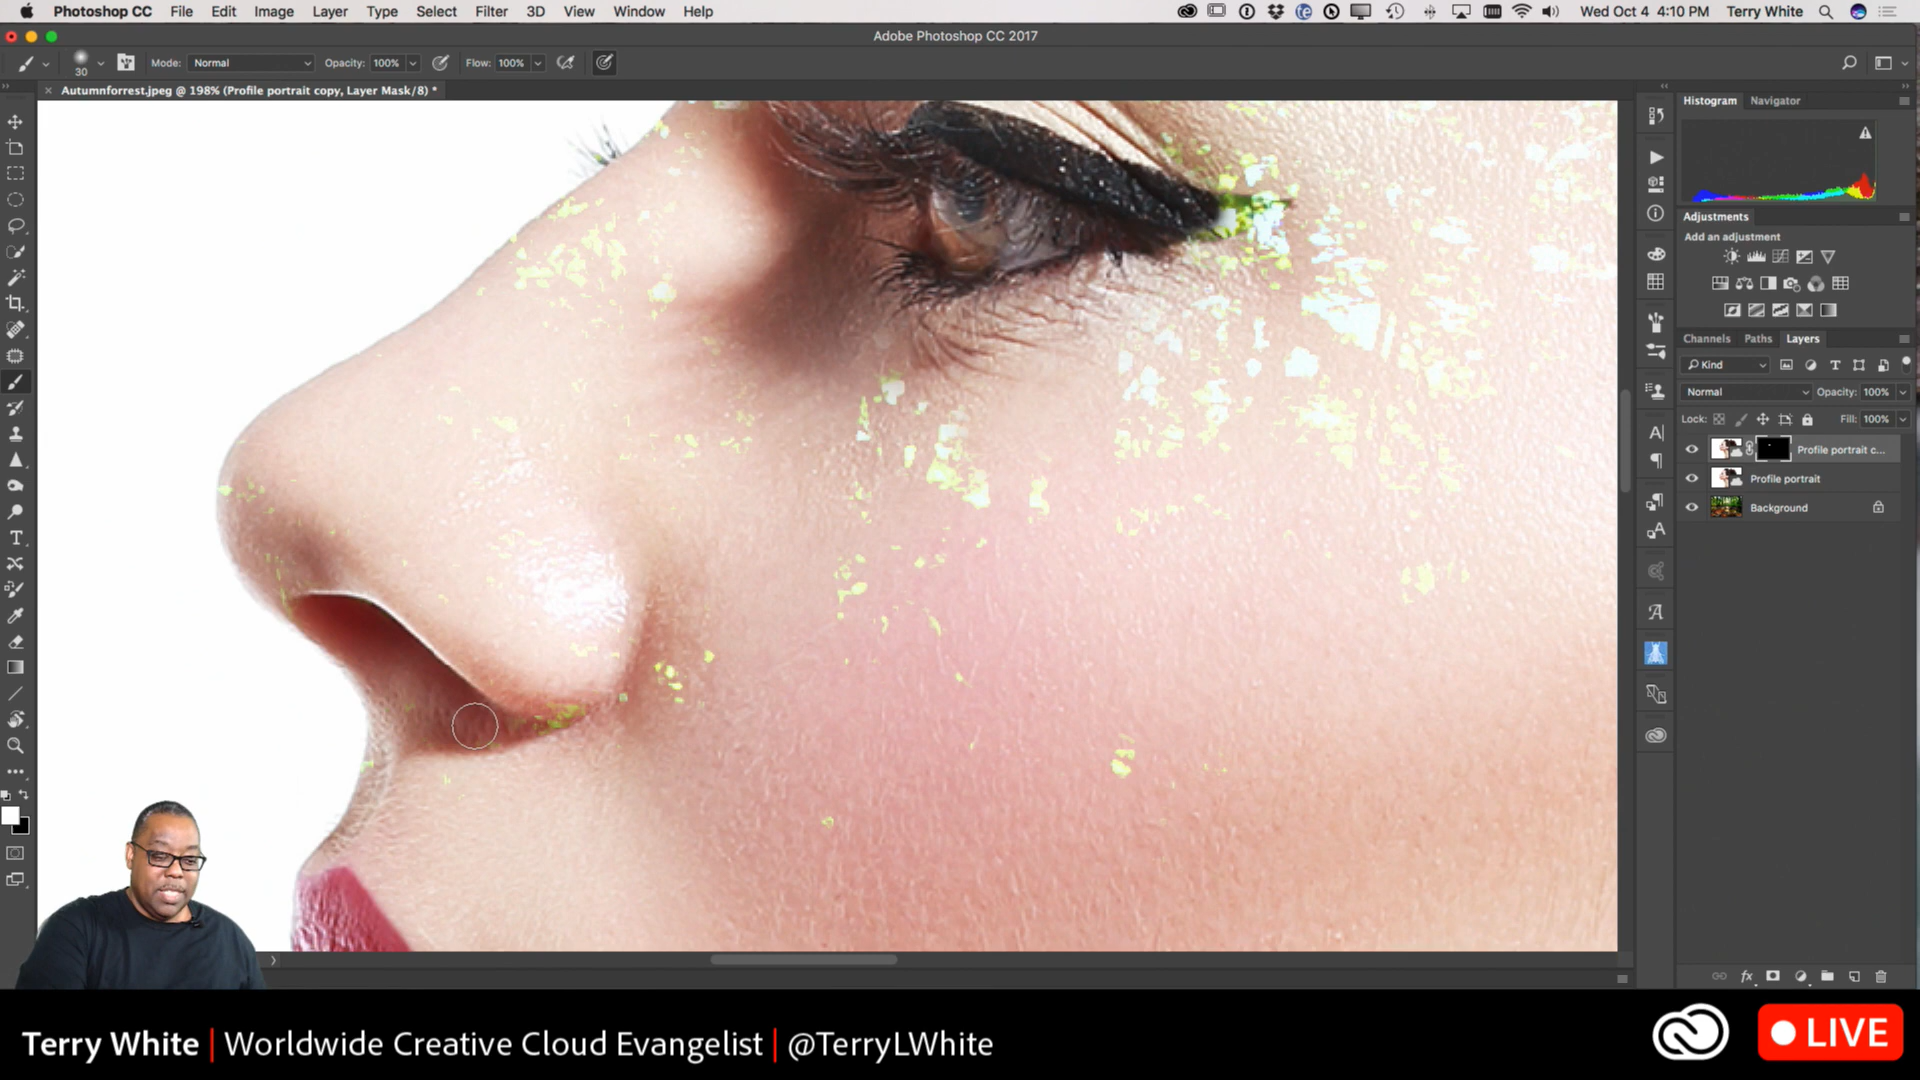 Photoshop CC File Edit Image Layer Type Select Filter 3D View Window Help Wed Oct 4 4:10 PM Terry White
Adobe Photoshop CC 2017
30 Mode: Normal Opacity: 100% Flow: 100%
Autumnforrest.jpeg @ 198% (Profile portrait copy, Layer Mask/8) *
Histogram Navigator
Adjustments
Add an adjustment
Channels Paths Layers
Kind
Normal Opacity: 100%
Lock: Fill: 100%
Profile portrait c...
Profile portrait
Background
fx
Terry White | Worldwide Creative Cloud Evangelist | @TerryLWhite
LIVE